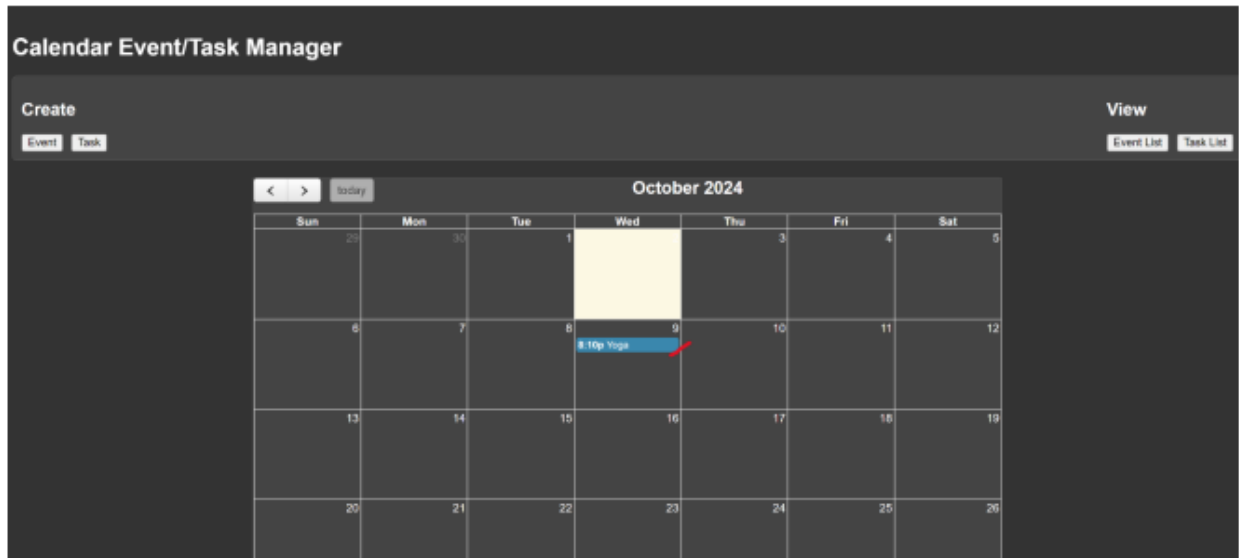 Calendar Event/Task Manager
Create
View
Event Task
Event List Task List
< > today
October 2024
Sun Mon Tue Wed Thu Fri Sat
29 30 1 3 4 5
6 7 8 9 10 11 12
8:10p Yoga
13 14 15 16 17 18 19
20 21 22 23 24 25 26